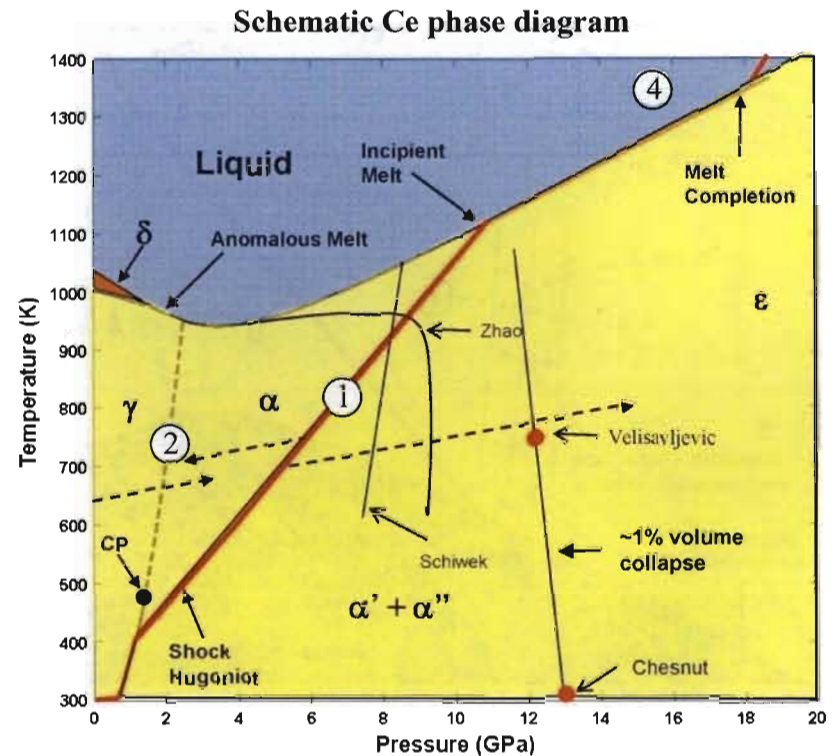 Schematic Ce phase diagram
1400
1300
1200
1100
1000
900
800
700
600
500
400
300
Temperature (K)
0
2
4
6
8
10
12
14
16
18
20
Pressure (GPa)
4
Liquid
Incipient
Melt
Melt
Completion
δ
Anomalous Melt
ε
Zhao
γ
α
1
2
Velisavljevic
CP
Schiwek
~1% volume
collapse
α' + α"
Shock
Hugoniot
Chesnut